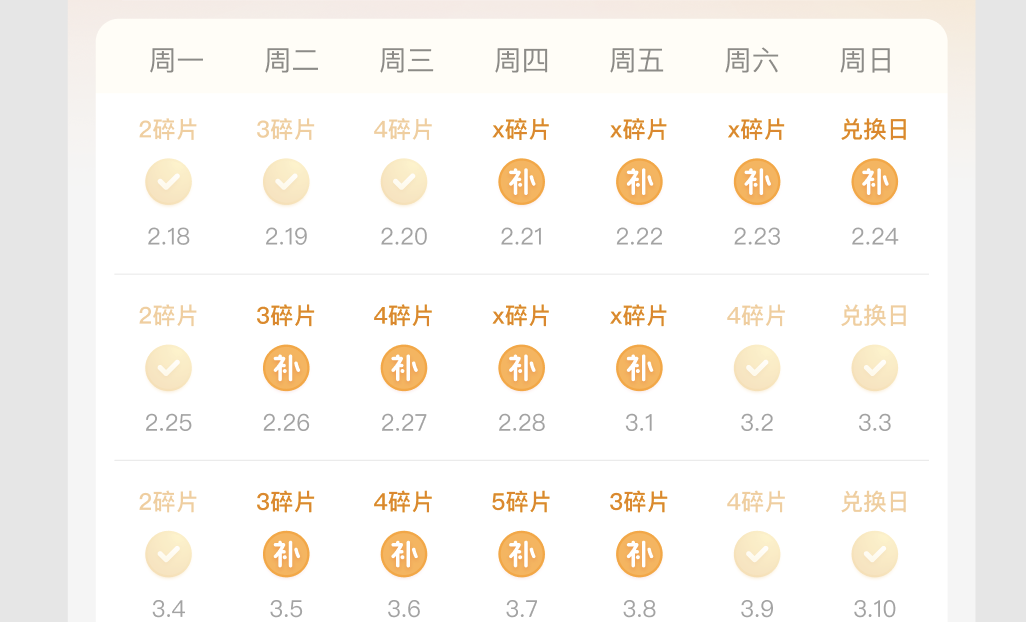 周一 周二 周三 周四 周五 周六 周日
2碎片 3碎片 4碎片 x碎片 x碎片 x碎片 兑换日
补 补 补 补
2.18 2.19 2.20 2.21 2.22 2.23 2.24
2碎片 3碎片 4碎片 x碎片 x碎片 4碎片 兑换日
补 补 补 补
2.25 2.26 2.27 2.28 3.1 3.2 3.3
2碎片 3碎片 4碎片 5碎片 3碎片 4碎片 兑换日
补 补 补 补
3.4 3.5 3.6 3.7 3.8 3.9 3.10